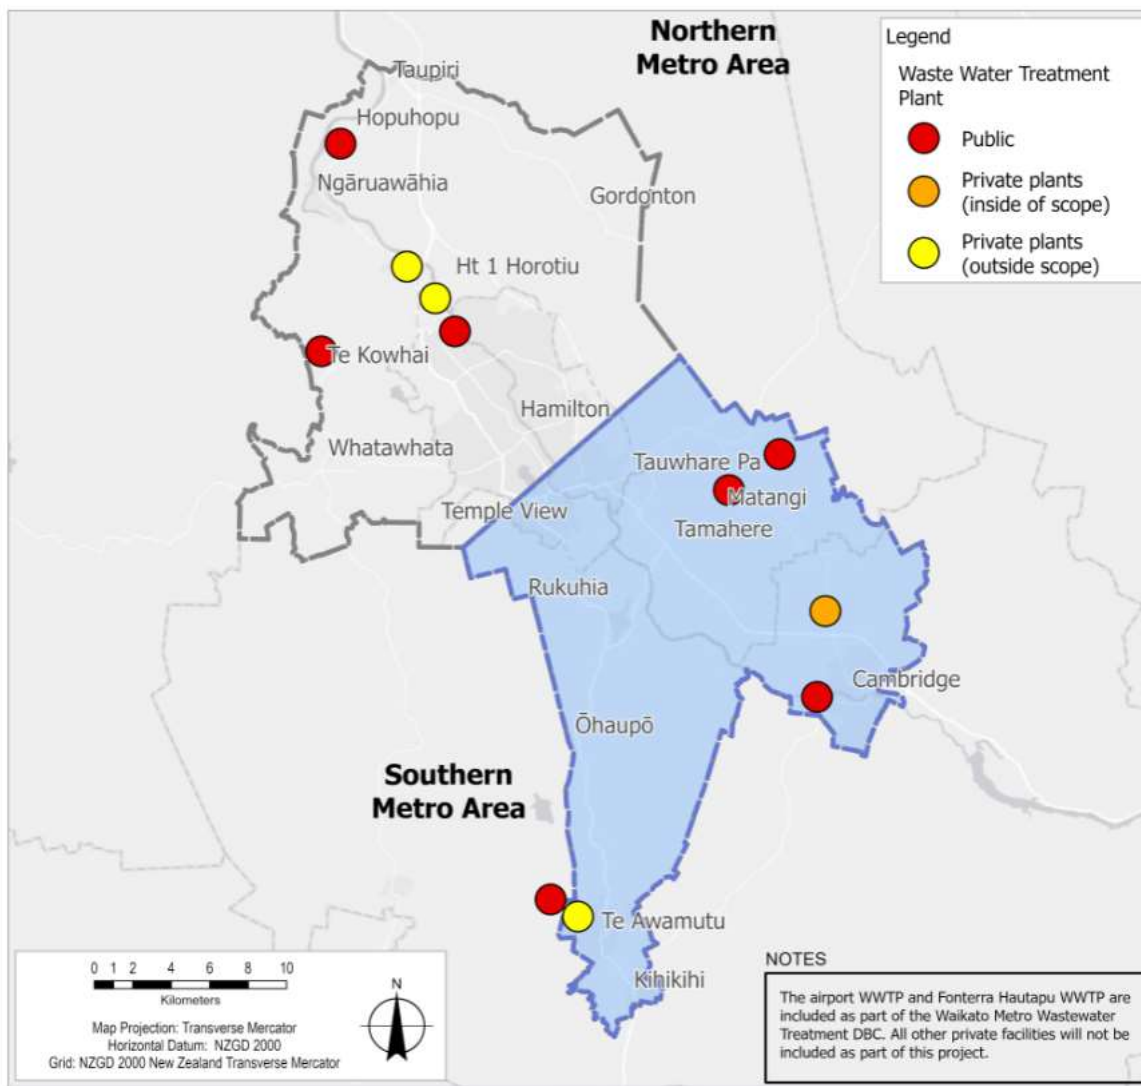 Northern
Metro Area
Legend
Waste Water Treatment
Plant
Public
Private plants
(inside of scope)
Private plants
(outside scope)
Taupiri
Hopuhopu
Ngāruawāhia
Gordonton
Ht 1 Horotiu
Te Kowhai
Hamilton
Whatawhata
Tauwhare Pa
Matangi
Temple View
Tamahere
Rukuhia
Cambridge
Ōhaupō
Southern
Metro Area
Te Awamutu
Kihikihi
0 1 2 4 6 8 10
Kilometers
N
Map Projection: Transverse Mercator
Horizontal Datum: NZGD 2000
Grid: NZGD 2000 New Zealand Transverse Mercator
NOTES
The airport WWTP and Fonterra Hautapu WWTP are
included as part of the Waikato Metro Wastewater
Treatment DBC. All other private facilities will not be
included as part of this project.